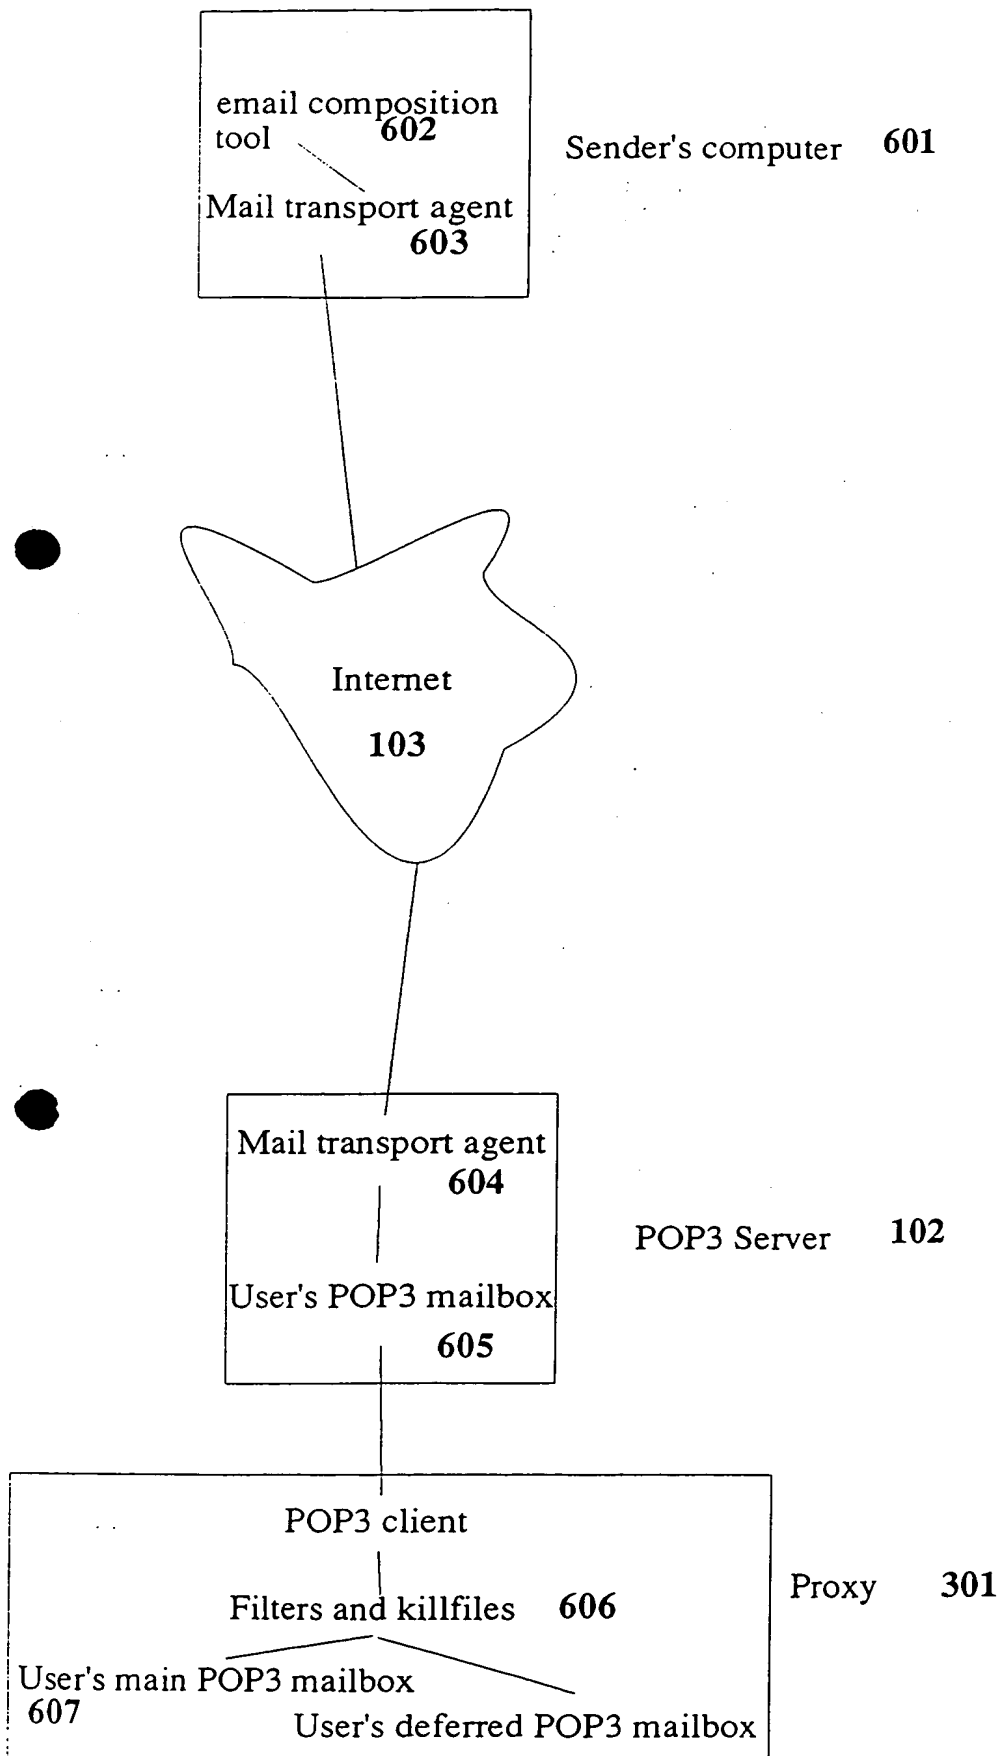 email composition
tool 602
Sender's computer 601
Mail transport agent
603
Internet
103
Mail transport agent
604
POP3 Server 102
User's POP3 mailbox
605
POP3 client
Proxy 301
Filters and killfiles 606
User's main POP3 mailbox
607
User's deferred POP3 mailbox